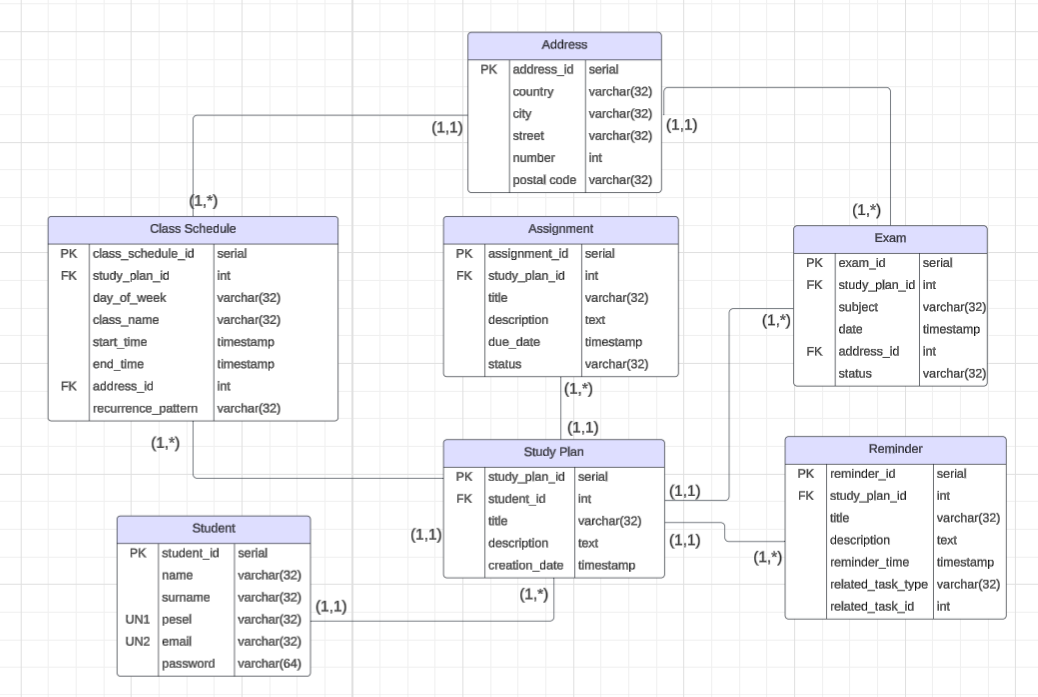 Address
PK address_id serial
country varchar(32)
city varchar(32)
street varchar(32)
number int
postal code varchar(32)
(1,1)
(1,1)
(1,*)
(1,*)
Class Schedule
PK class_schedule_id serial
FK study_plan_id int
day_of_week varchar(32)
class_name varchar(32)
start_time timestamp
end_time timestamp
FK address_id int
recurrence_pattern varchar(32)
(1,*)
Assignment
PK assignment_id serial
FK study_plan_id int
title varchar(32)
description text
due_date timestamp
status varchar(32)
(1,*)
(1,1)
Exam
PK exam_id serial
FK study_plan_id int
subject varchar(32)
date timestamp
FK address_id int
status varchar(32)
(1,*)
Study Plan
PK study_plan_id serial
FK student_id int
title varchar(32)
description text
creation_date timestamp
(1,1)
(1,1)
(1,1)
(1,*)
(1,*)
Reminder
PK reminder_id serial
FK study_plan_id int
title varchar(32)
description text
reminder_time timestamp
related_task_type varchar(32)
related_task_id int
Student
PK student_id serial
name varchar(32)
surname varchar(32)
UN1 pesel varchar(32)
UN2 email varchar(32)
password varchar(64)
(1,1)